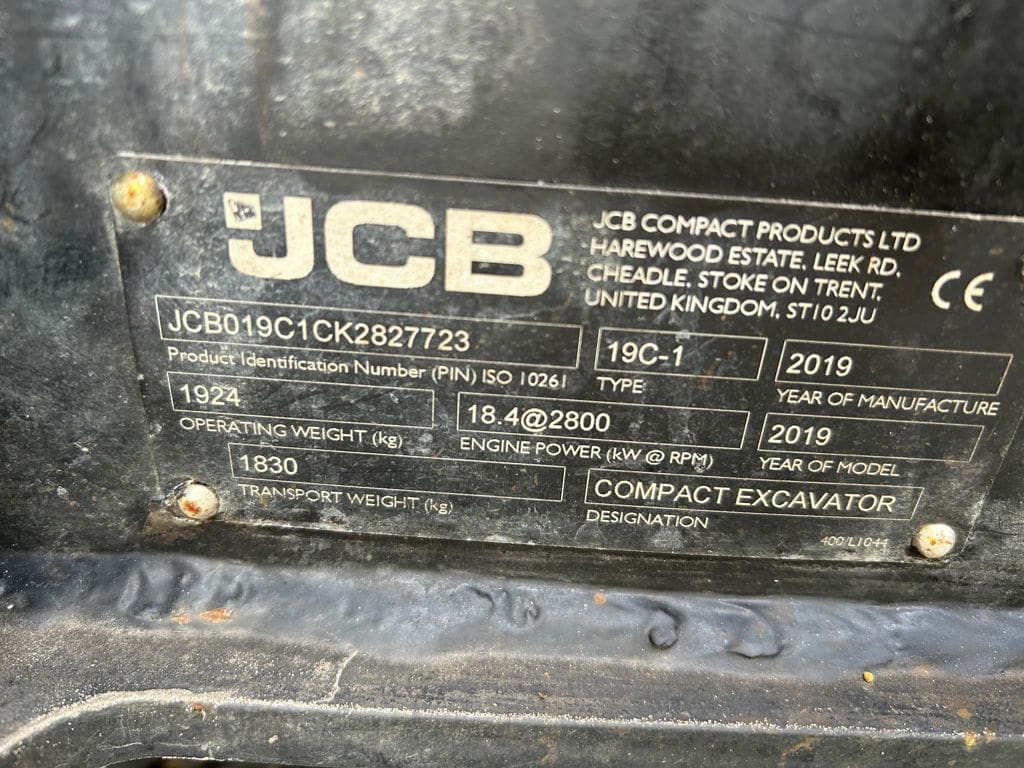 JCB
JCB COMPACT PRODUCTS LTD
HAREWOOD ESTATE, LEEK RD,
CHEADLE, STOKE ON TRENT,
UNITED KINGDOM, ST10 2JU
CE
JCB019C1CK2827723
Product Identification Number (PIN) ISO 10261
19C-1
TYPE
2019
YEAR OF MANUFACTURE
1924
OPERATING WEIGHT (kg)
18.4@2800
ENGINE POWER (kW @ RPM)
2019
YEAR OF MODEL
1830
TRANSPORT WEIGHT (kg)
COMPACT EXCAVATOR
DESIGNATION
400/L1044